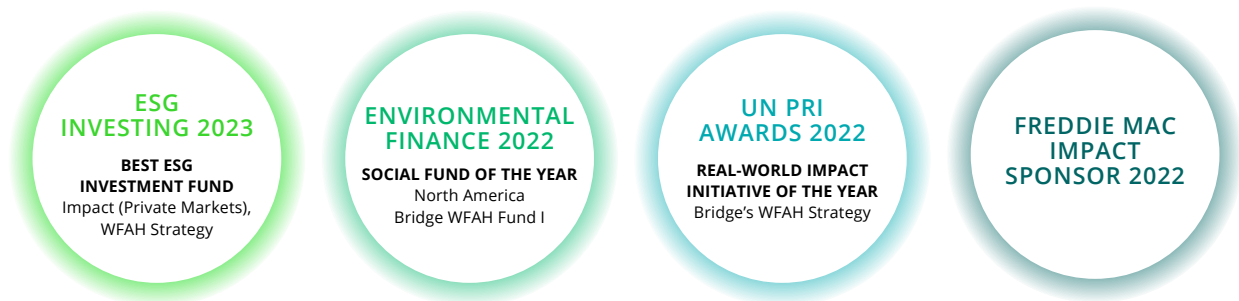 ESG
INVESTING 2023
BEST ESG
INVESTMENT FUND
Impact (Private Markets),
WFAH Strategy
ENVIRONMENTAL
FINANCE 2022
SOCIAL FUND OF THE YEAR
North America
Bridge WFAH Fund I
UN PRI
AWARDS 2022
REAL-WORLD IMPACT
INITIATIVE OF THE YEAR
Bridge’s WFAH Strategy
FREDDIE MAC
IMPACT
SPONSOR 2022